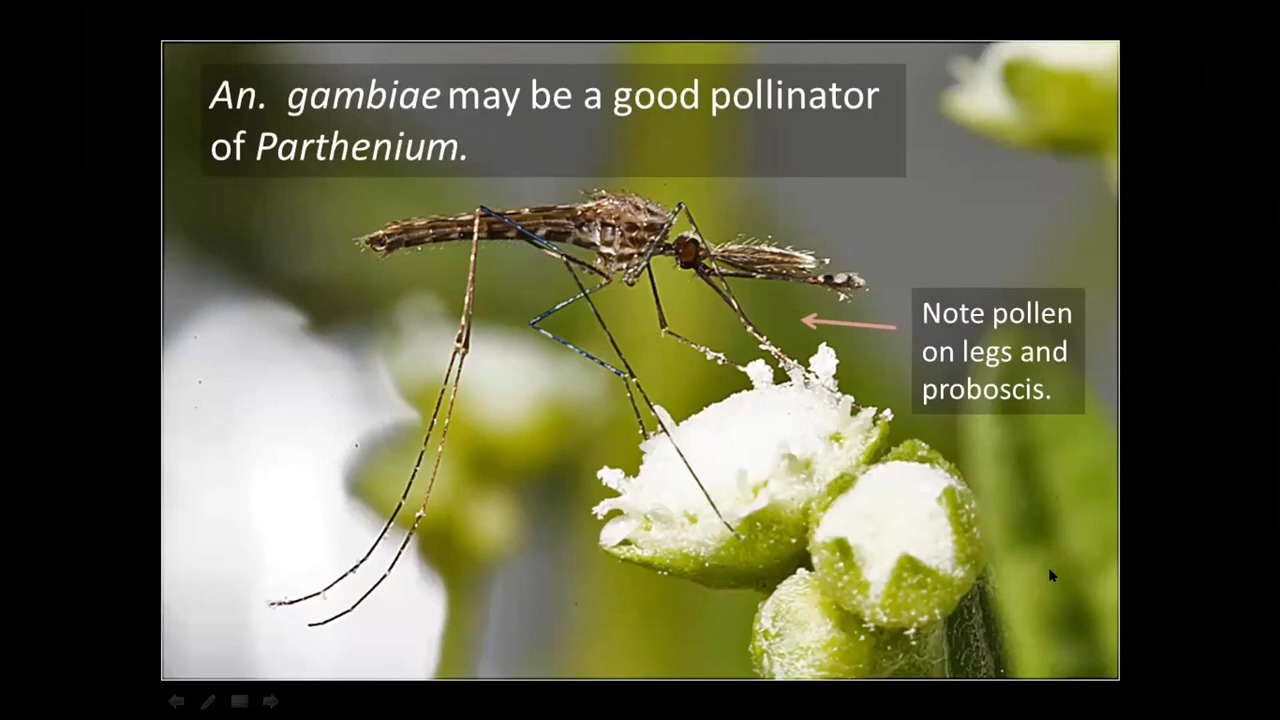 An. gambiae may be a good pollinator
of Parthenium.
Note pollen
on legs and
proboscis.